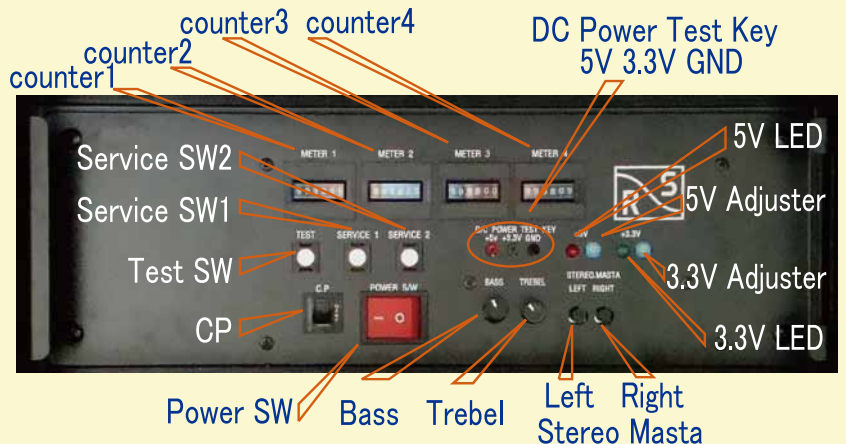 counter3 counter4
DC Power Test Key
5V 3.3V GND
counter2
counter1
METER 1 METER 2 METER 3 METER 4
5V LED
Service SW2
RS
5V Adjuster
Service SW1
TEST SERVICE 1 SERVICE 2
D/C POWER TEST KEY
+5v +3.3V GND
+3.3V
Test SW
3.3V Adjuster
C.P POWER S/W
BASS TREBEL
STEREO.MASTA
LEFT RIGHT
CP
3.3V LED
Power SW Bass Trebel
Left Right
Stereo Masta